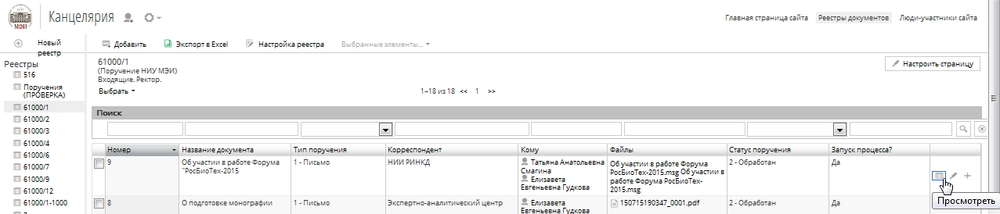 МЭИ
Канцелярия
Главная страница сайта
Реестры документов
Люди-участники сайта
Новый
реестр
Добавить
Экспорт в Excel
Настройка реестра
Выбранные элементы...
Реестры
516
Поручения
(ПРОВЕРКА)
61000/1
61000/2
61000/3
61000/4
61000/6
61000/7
61000/9
61000/12
61000/1-1000
61000/1
(Поручение НИУ МЭИ)
Входящие. Ректор.
Выбрать
1–18 из 18 << 1 >>
Настроить страницу
Поиск
Номер Название документа Тип поручения Корреспондент Кому Файлы Статус поручения Запуск процесса?
9
Об участии в работе Форума
"РосБиоТех-2015
1 - Письмо
НИИ РИНКД
Татьяна Анатольевна
Смагина
Елизавета
Евгеньевна Гудкова
Об участии в работе Форума
РосБиоТех-2015.msg Об участии в
работе Форума РосБиоТех-
2015.msg
2 - Обработан
Да
Просмотреть
8
О подготовке монографии
1 - Письмо
Экспертно-аналитический центр
Елизавета
Евгеньевна Гудкова
150715190347_0001.pdf
2 - Обработан
Да